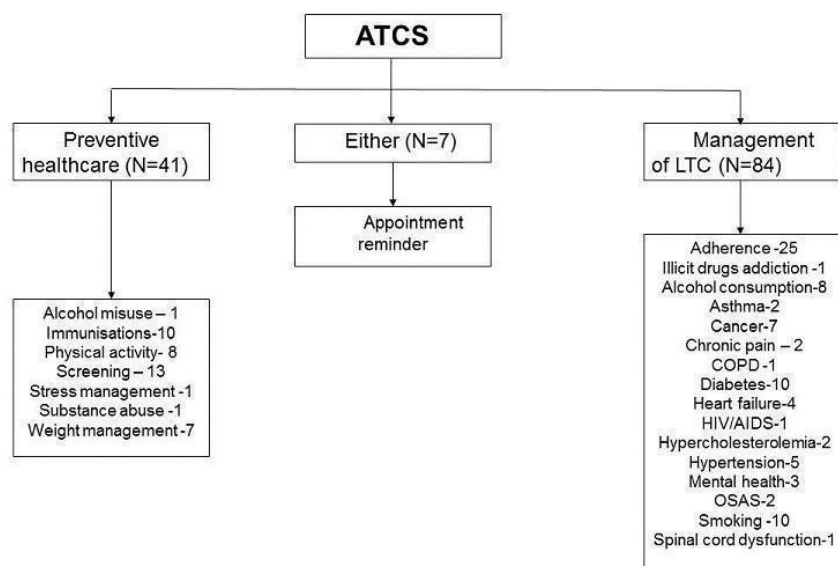 ATCS
Preventive
healthcare (N=41)
Either (N=7)
Management
of LTC (N=84)
Appointment
reminder
Alcohol misuse – 1
Immunisations-10
Physical activity- 8
Screening – 13
Stress management -1
Substance abuse -1
Weight management -7
Adherence -25
Illicit drugs addiction -1
Alcohol consumption-8
Asthma-2
Cancer-7
Chronic pain – 2
COPD -1
Diabetes-10
Heart failure-4
HIV/AIDS-1
Hypercholesterolemia-2
Hypertension-5
Mental health-3
OSAS-2
Smoking -10
Spinal cord dysfunction-1